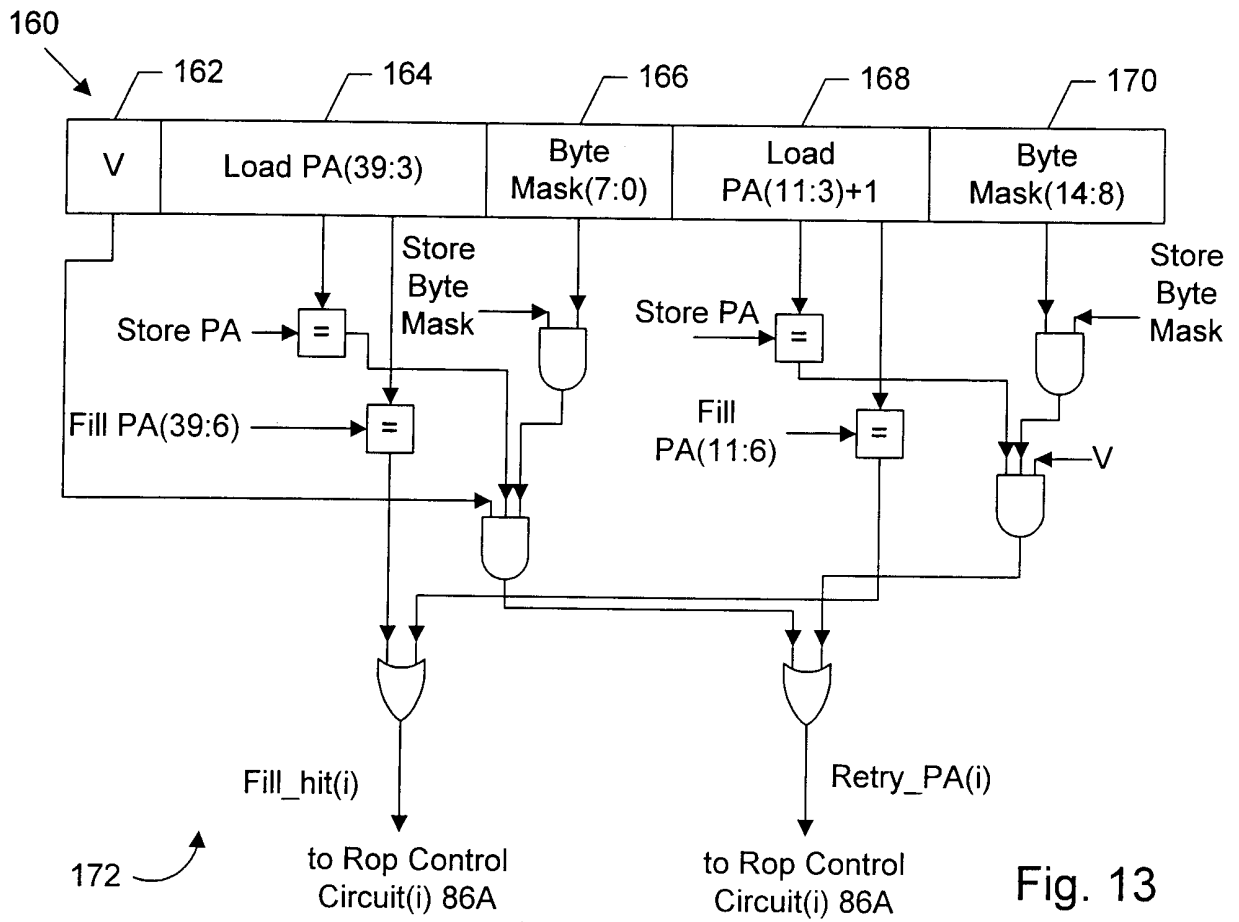 160
162
164
166
168
170
V
Load PA(39:3)
Byte
Mask(7:0)
Load
PA(11:3)+1
Byte
Mask(14:8)
Store
Byte
Mask
Store
Byte
Mask
Store PA
=
Store PA
=
Fill PA(39:6)
=
Fill
PA(11:6)
=
V
Fill_hit(i)
Retry_PA(i)
to Rop Control
Circuit(i) 86A
to Rop Control
Circuit(i) 86A
172
Fig. 13